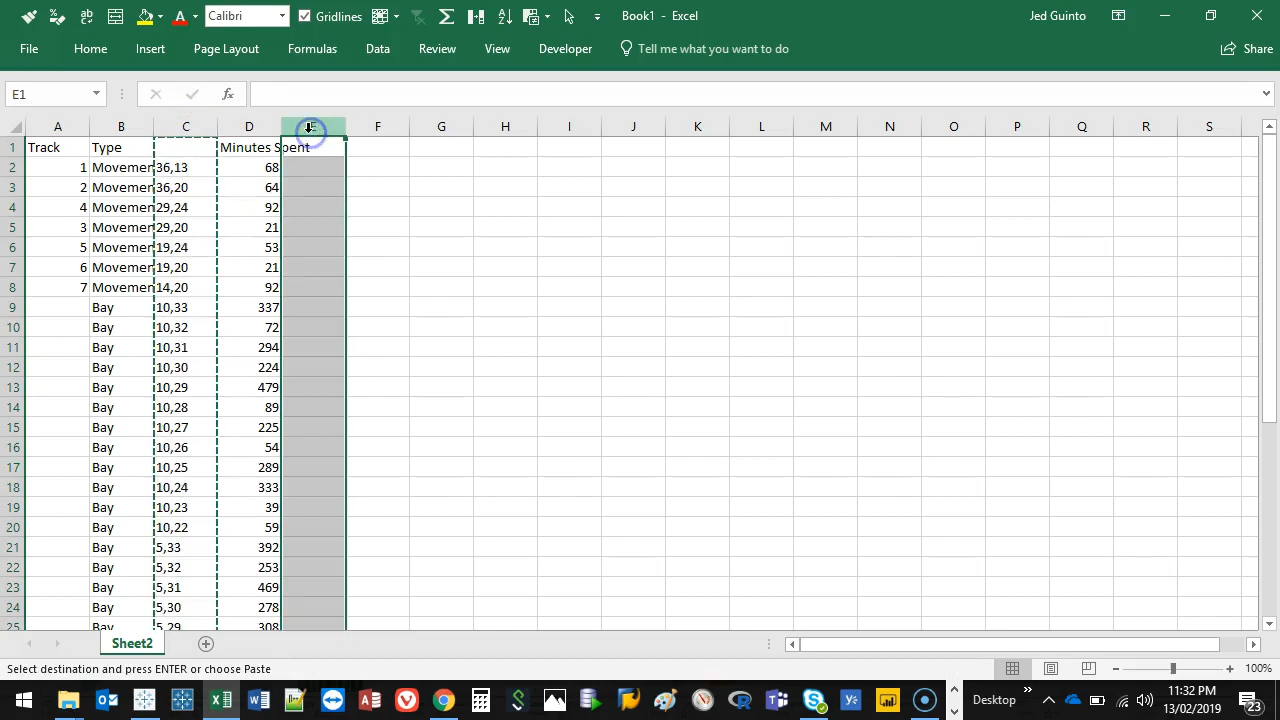 Calibri Gridlines Book1 - Excel Jed Guinto
File Home Insert Page Layout Formulas Data Review View Developer Tell me what you want to do Share
E1 fx
A B C D E F G H I J K L M N O P Q R S
1 Track Type Minutes Spent
2 1 Movemen 36,13 68
3 2 Movemen 36,20 64
4 4 Movemen 29,24 92
5 3 Movemen 29,20 21
6 5 Movemen 19,24 53
7 6 Movemen 19,20 21
8 7 Movemen 14,20 92
9 Bay 10,33 337
10 Bay 10,32 72
11 Bay 10,31 294
12 Bay 10,30 224
13 Bay 10,29 479
14 Bay 10,28 89
15 Bay 10,27 225
16 Bay 10,26 54
17 Bay 10,25 289
18 Bay 10,24 333
19 Bay 10,23 39
20 Bay 10,22 59
21 Bay 5,33 392
22 Bay 5,32 253
23 Bay 5,31 469
24 Bay 5,30 278
25 Bay 5,29 308
Sheet2
Select destination and press ENTER or choose Paste 100%
Desktop 11:32 PM
13/02/2019 23